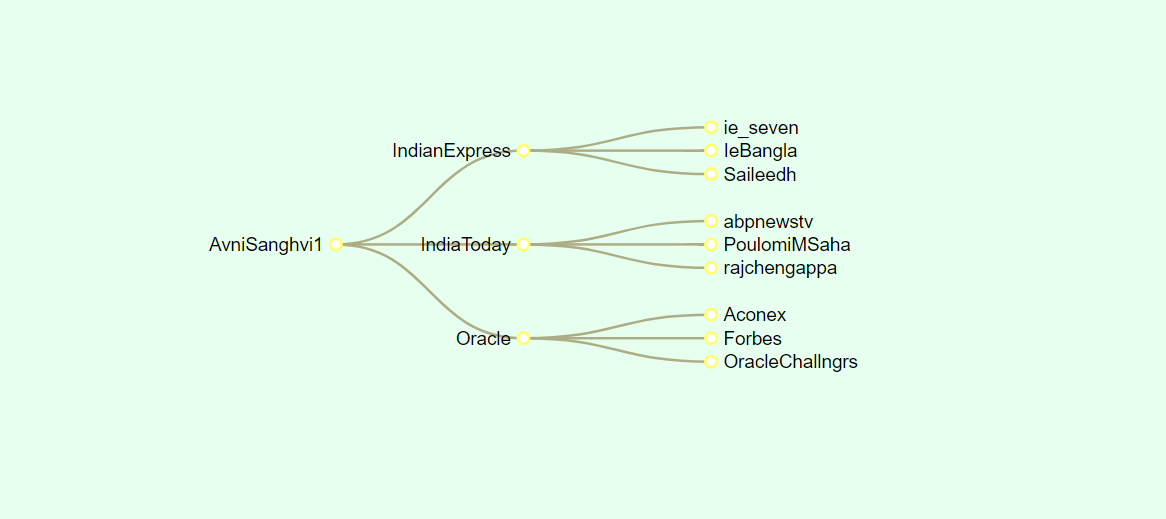 ie_seven
IndianExpress
IeBangla
Saileedh
abpnewstv
AvniSanghvi1
IndiaToday
PoulomiMSaha
rajchengappa
Aconex
Oracle
Forbes
OracleChallngrs